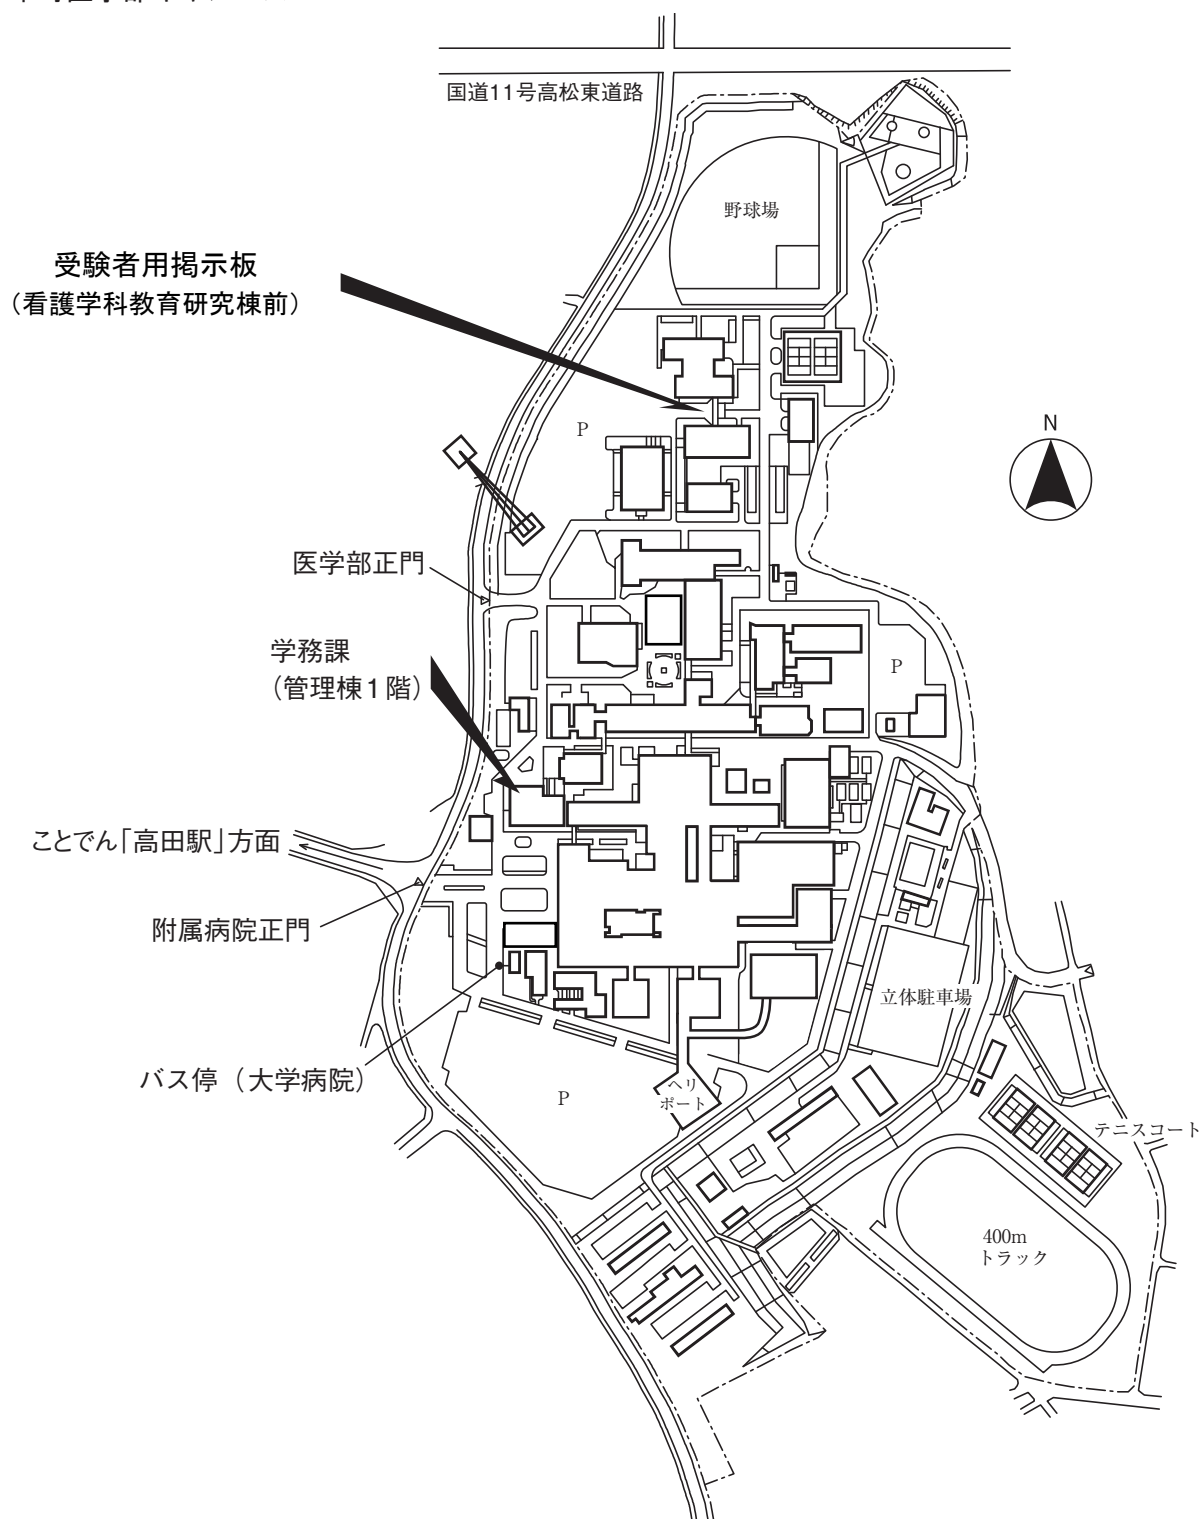 国道11号高松東道路
野球場
受験者用掲示板
（看護学科教育研究棟前）
N
P
医学部正門
学務課
（管理棟１階）
P
ことでん「高田駅」方面
附属病院正門
立体駐車場
バス停（大学病院）
P
ヘリ
ポート
テニスコート
400m
トラック